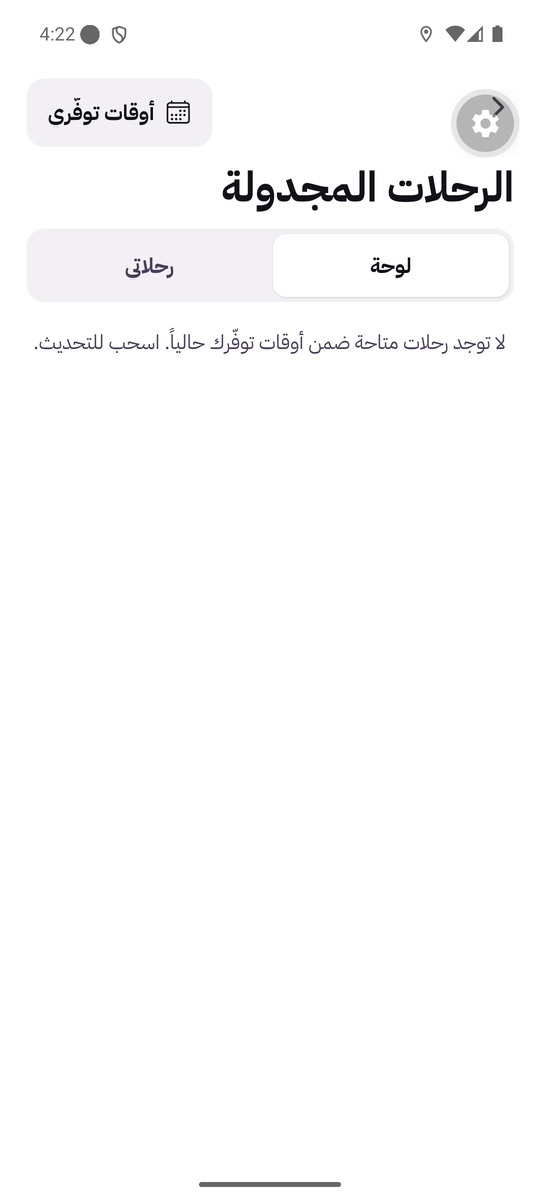 4:22
أوقات توفّري
الرحلات المجدولة
لوحة
رحلاتي
لا توجد رحلات متاحة ضمن أوقات توفّرك حالياً. اسحب للتحديث.